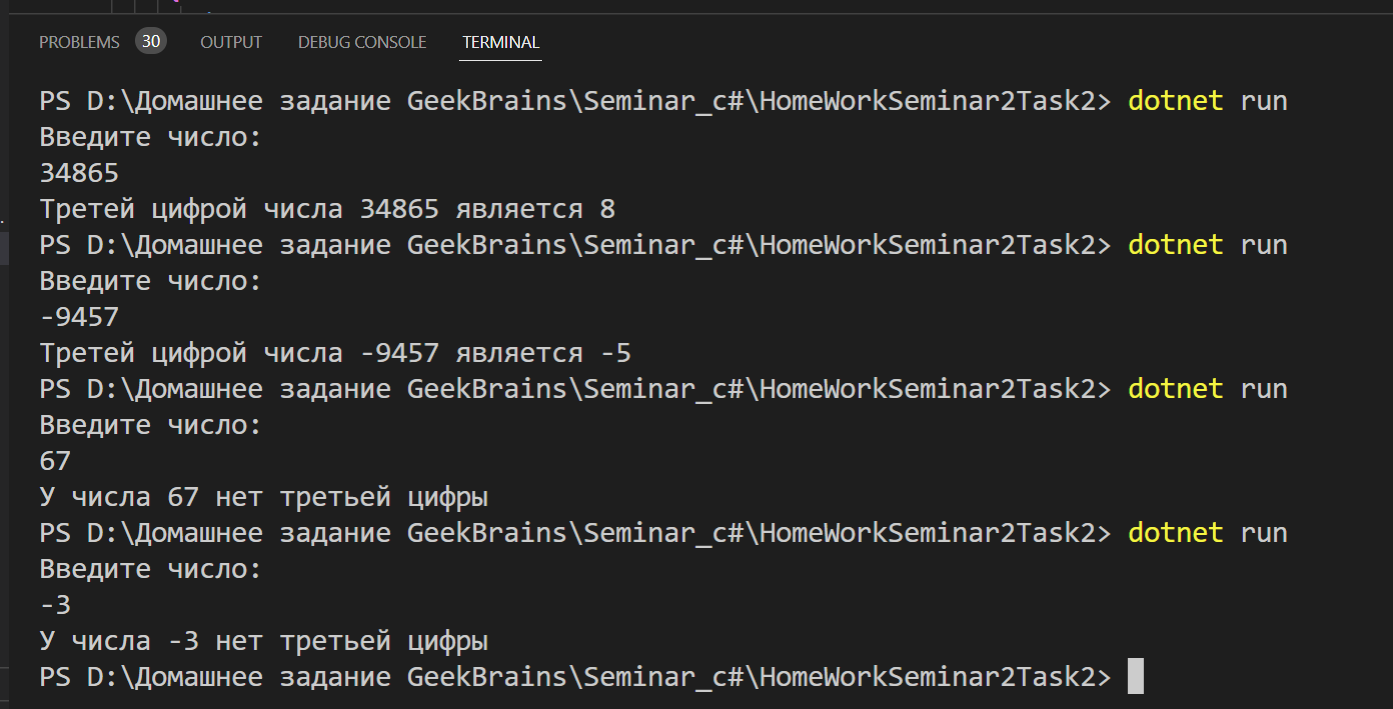 PROBLEMS 30 OUTPUT DEBUG CONSOLE TERMINAL
PS D:\Домашнее задание GeekBrains\Seminar_c#\HomeWorkSeminar2Task2> dotnet run
Введите число:
34865
Третей цифрой числа 34865 является 8
PS D:\Домашнее задание GeekBrains\Seminar_c#\HomeWorkSeminar2Task2> dotnet run
Введите число:
-9457
Третей цифрой числа -9457 является -5
PS D:\Домашнее задание GeekBrains\Seminar_c#\HomeWorkSeminar2Task2> dotnet run
Введите число:
67
У числа 67 нет третьей цифры
PS D:\Домашнее задание GeekBrains\Seminar_c#\HomeWorkSeminar2Task2> dotnet run
Введите число:
-3
У числа -3 нет третьей цифры
PS D:\Домашнее задание GeekBrains\Seminar_c#\HomeWorkSeminar2Task2>